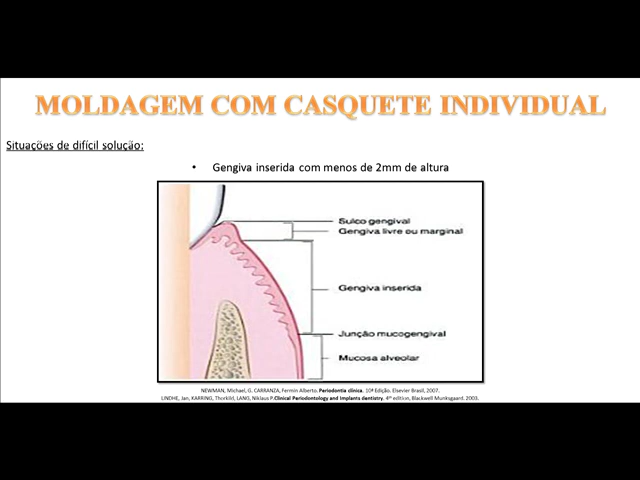 MOLDAGEM COM CASQUETE INDIVIDUAL
Situações de difícil solução:
• Gengiva inserida com menos de 2mm de altura
Sulco gengival
Gengiva livre ou marginal
Gengiva inserida
Junção mucogengival
Mucosa alveolar
NEWMAN, Michael, G. CARRANZA, Fermin Alberto. Periodontia clínica. 10ª Edição. Elsevier Brasil, 2007.
LINDHE, Jan, KARRING, Thorkild, LANG, Niklaus P.Clinical Periodontology and Implants dentistry. 4th edition, Blackwell Munksgaard. 2003.